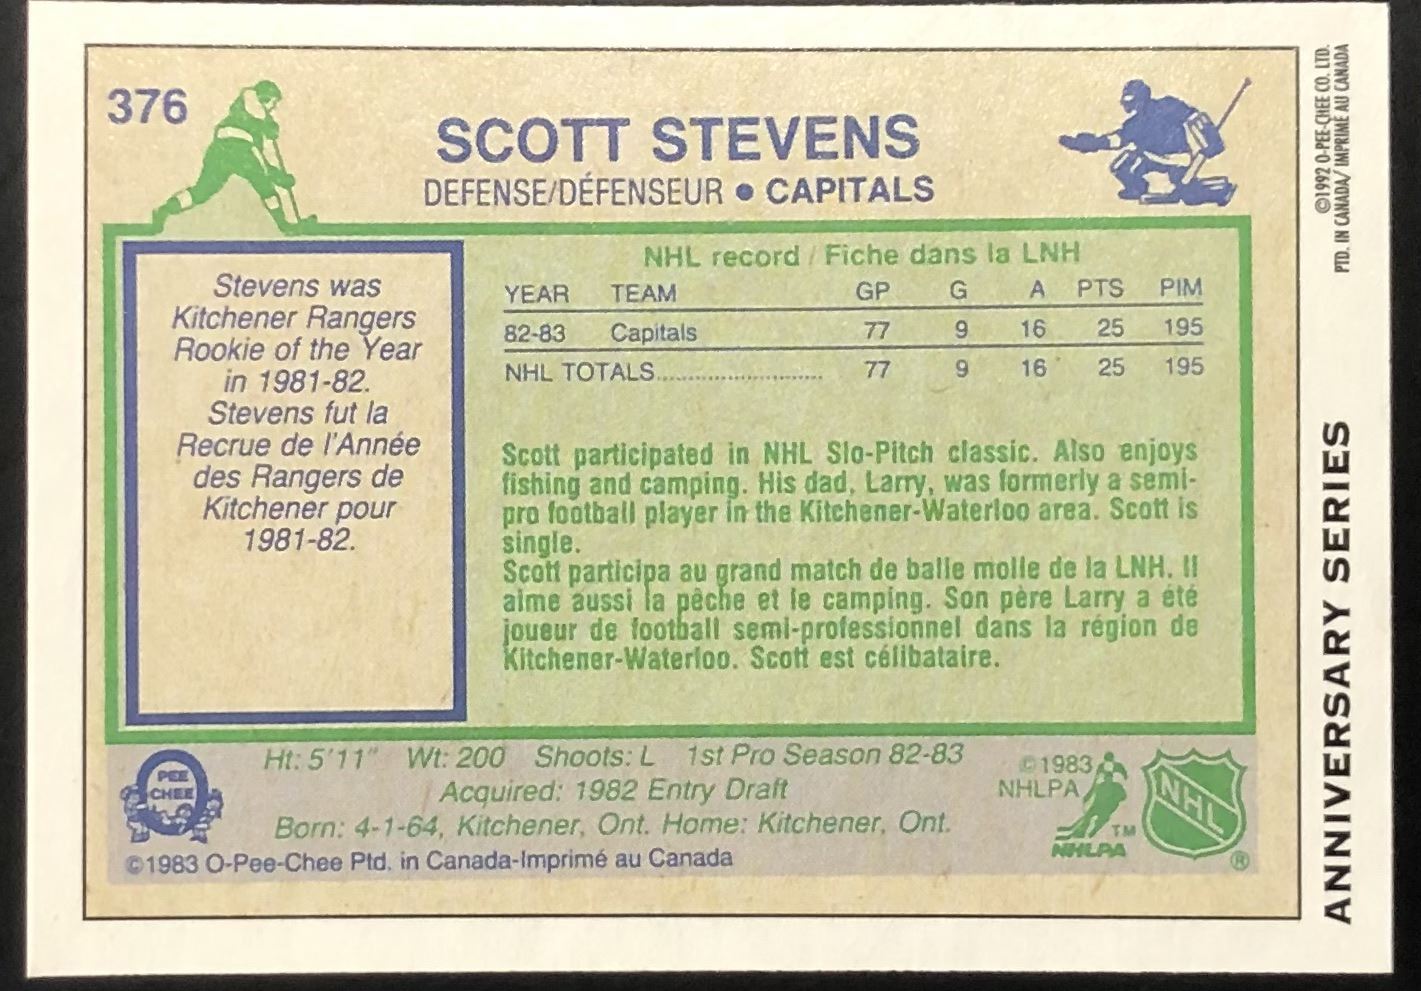 376
SCOTT STEVENS
DEFENSE/DÉFENSEUR • CAPITALS
Stevens was
Kitchener Rangers
Rookie of the Year
in 1981-82.
Stevens fut la
Recrue de l'Année
des Rangers de
Kitchener pour
1981-82.
NHL record / Fiche dans la LNH
YEAR TEAM GP G A PTS PIM
82-83 Capitals 77 9 16 25 195
NHL TOTALS........................... 77 9 16 25 195
Scott participated in NHL Slo-Pitch classic. Also enjoys
fishing and camping. His dad, Larry, was formerly a semi-
pro football player in the Kitchener-Waterloo area. Scott is
single.
Scott participa au grand match de balle molle de la LNH. Il
aime aussi la pêche et le camping. Son père Larry a été
joueur de football semi-professionnel dans la région de
Kitchener-Waterloo. Scott est célibataire.
Ht: 5'11" Wt: 200 Shoots: L 1st Pro Season 82-83
Acquired: 1982 Entry Draft
Born: 4-1-64, Kitchener, Ont. Home: Kitchener, Ont.
©1983 O-Pee-Chee Ptd. in Canada-Imprimé au Canada
PEE
CHEE
©1983
NHLPA
TM
NHLPA
NHL
®
©1992 O-PEE-CHEE CO. LTD.
PTD. IN CANADA/ IMPRIME AU CANADA
ANNIVERSARY SERIES